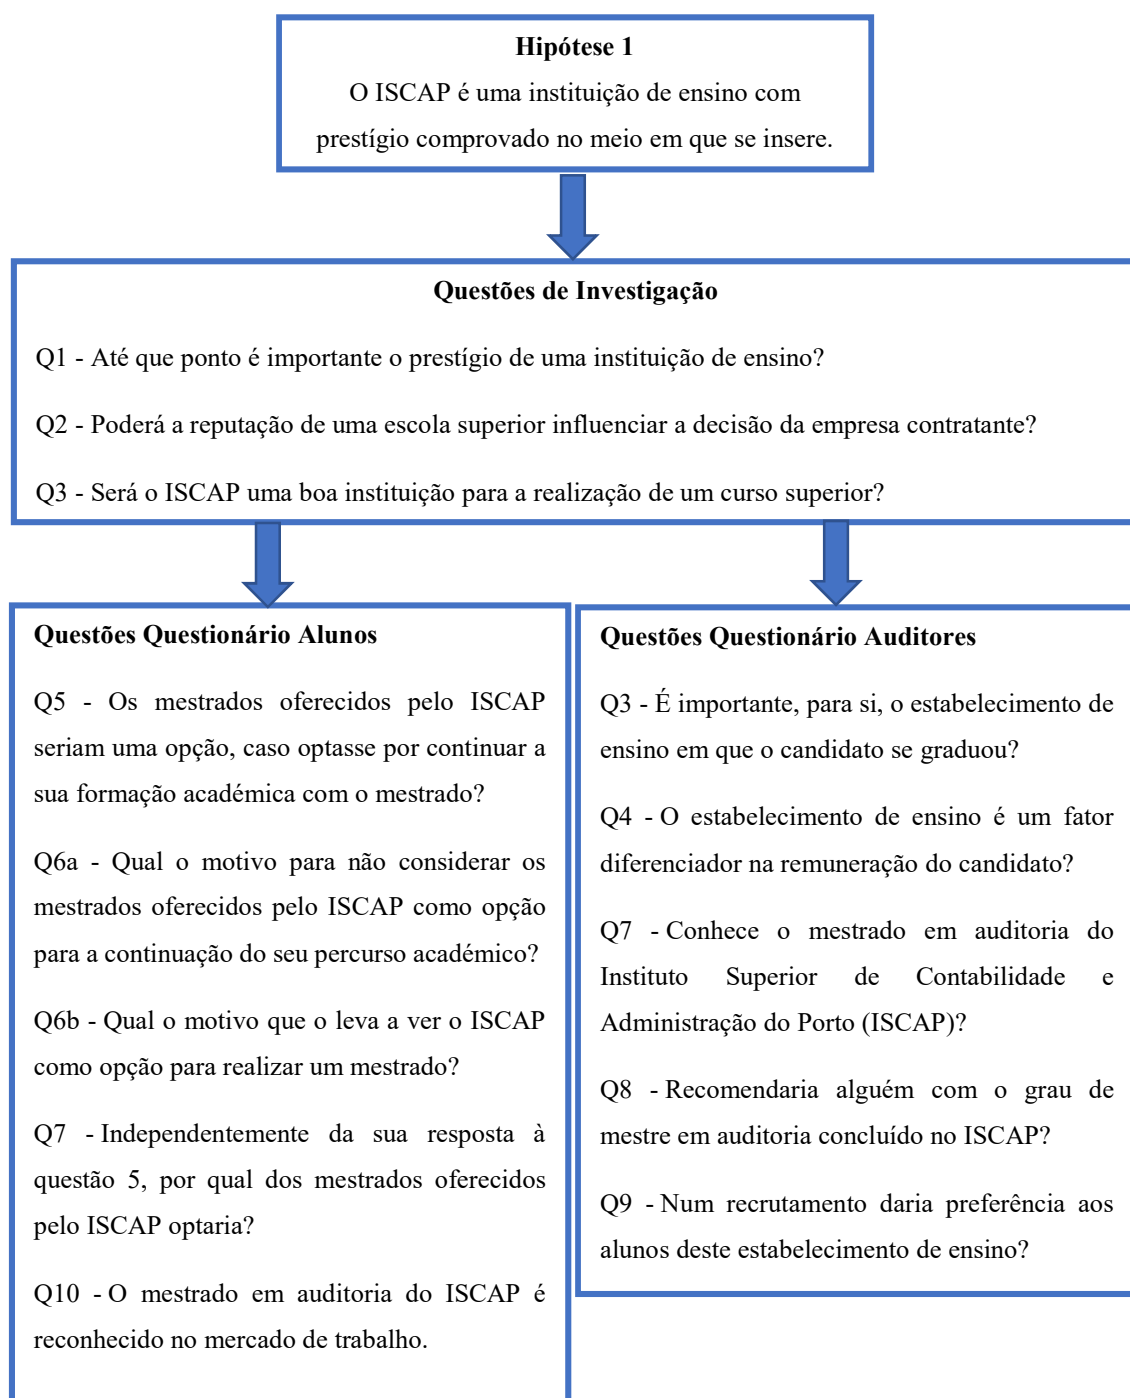 Hipótese 1
O ISCAP é uma instituição de ensino com
prestígio comprovado no meio em que se insere.
Questões de Investigação
Q1 - Até que ponto é importante o prestígio de uma instituição de ensino?
Q2 - Poderá a reputação de uma escola superior influenciar a decisão da empresa contratante?
Q3 - Será o ISCAP uma boa instituição para a realização de um curso superior?
Questões Questionário Alunos
Q5 - Os mestrados oferecidos pelo ISCAP
seriam uma opção, caso optasse por continuar a
sua formação académica com o mestrado?
Q6a - Qual o motivo para não considerar os
mestrados oferecidos pelo ISCAP como opção
para a continuação do seu percurso académico?
Q6b - Qual o motivo que o leva a ver o ISCAP
como opção para realizar um mestrado?
Q7 - Independentemente da sua resposta à
questão 5, por qual dos mestrados oferecidos
pelo ISCAP optaria?
Q10 - O mestrado em auditoria do ISCAP é
reconhecido no mercado de trabalho.
Questões Questionário Auditores
Q3 - É importante, para si, o estabelecimento de
ensino em que o candidato se graduou?
Q4 - O estabelecimento de ensino é um fator
diferenciador na remuneração do candidato?
Q7 - Conhece o mestrado em auditoria do
Instituto Superior de Contabilidade e
Administração do Porto (ISCAP)?
Q8 - Recomendaria alguém com o grau de
mestre em auditoria concluído no ISCAP?
Q9 - Num recrutamento daria preferência aos
alunos deste estabelecimento de ensino?